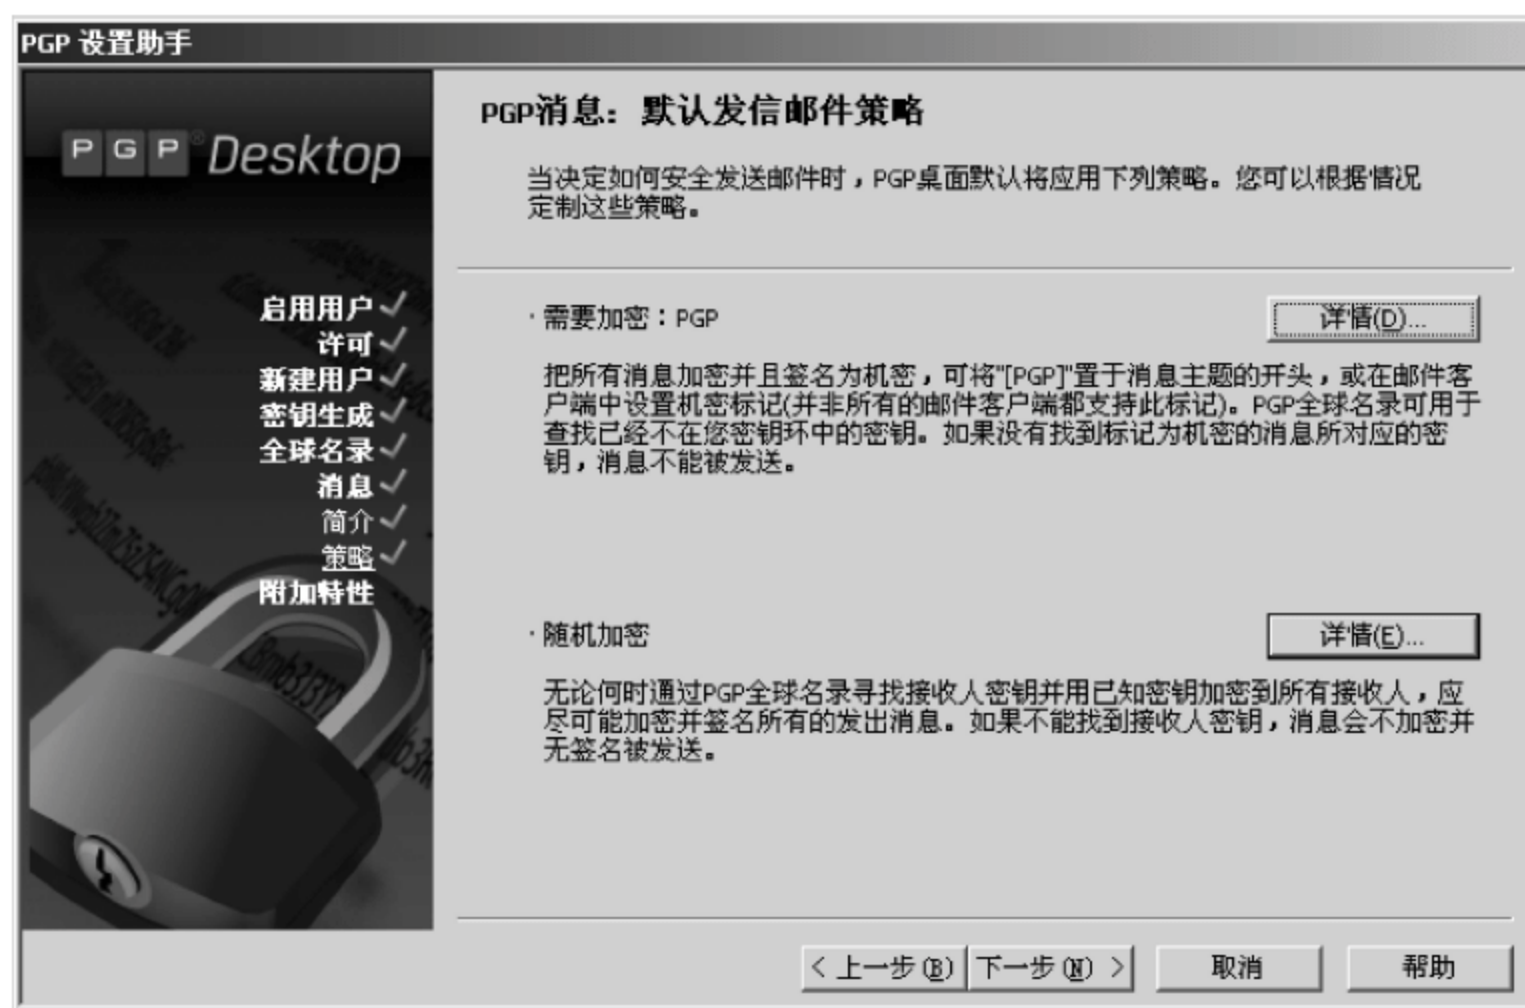 PGP 设置助手
PGP® Desktop
启用用户
许可
新建用户
密钥生成
全球名录
消息
简介
策略
附加特性
PGP消息：默认发信邮件策略
当决定如何安全发送邮件时，PGP桌面默认将应用下列策略。您可以根据情况
定制这些策略。
·需要加密：PGP
详情(D)...
把所有消息加密并且签名为机密，可将"[PGP]"置于消息主题的开头，或在邮件客
户端中设置机密标记(并非所有的邮件客户端都支持此标记)。PGP全球名录可用于
查找已经不在您密钥环中的密钥。如果没有找到标记为机密的消息所对应的密
钥，消息不能被发送。
·随机加密
详情(E)...
无论何时通过PGP全球名录寻找接收人密钥并用已知密钥加密到所有接收人，应
尽可能加密并签名所有的发出消息。如果不能找到接收人密钥，消息会不加密并
无签名被发送。
< 上一步(B)
下一步(N) >
取消
帮助